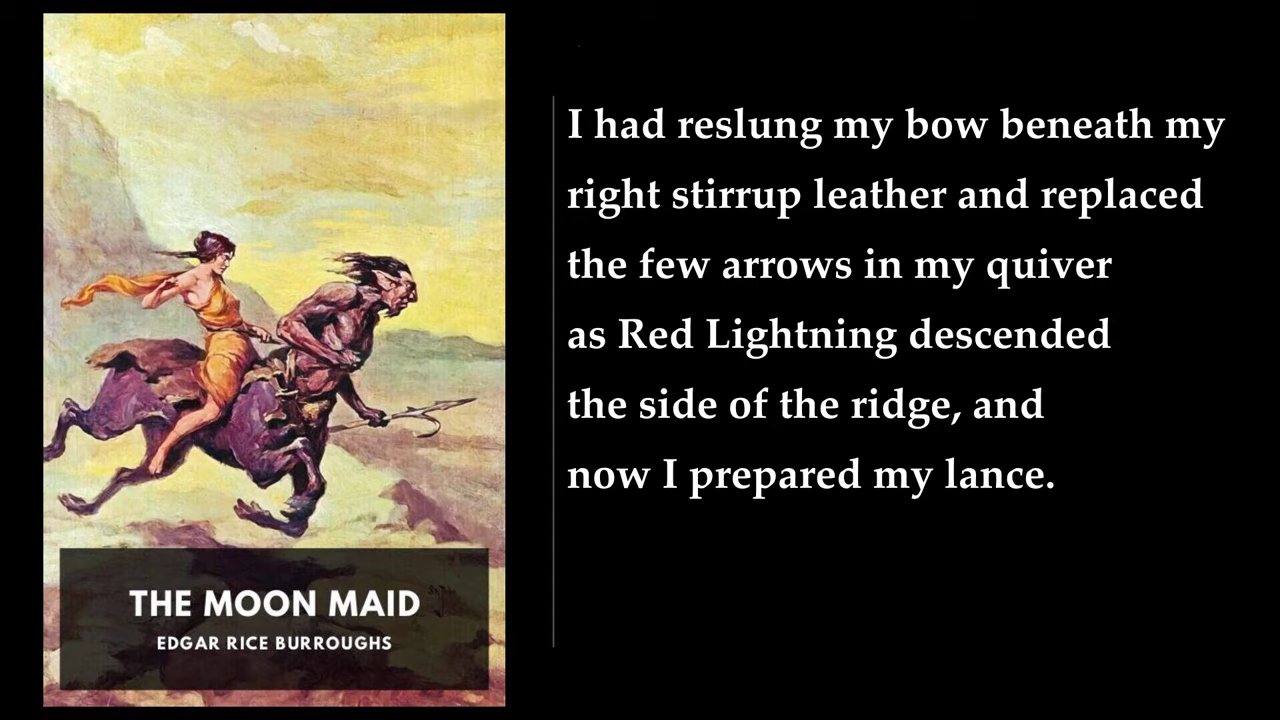 THE MOON MAID
EDGAR RICE BURROUGHS
I had reslung my bow beneath my
right stirrup leather and replaced
the few arrows in my quiver
as Red Lightning descended
the side of the ridge, and
now I prepared my lance.